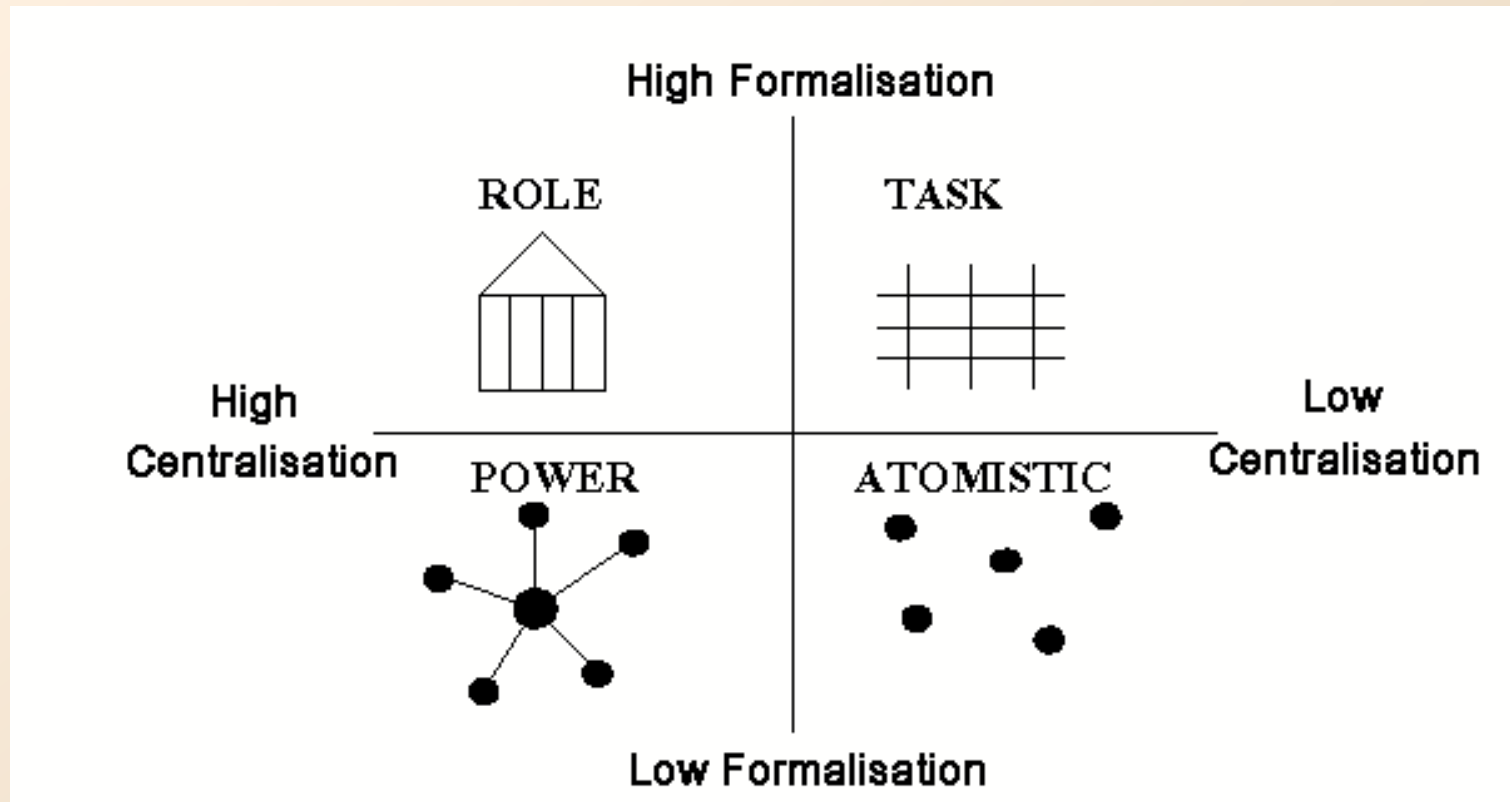 High Formalisation
ROLE
TASK
High
Centralisation
Low
Centralisation
POWER
ATOMISTIC
Low Formalisation